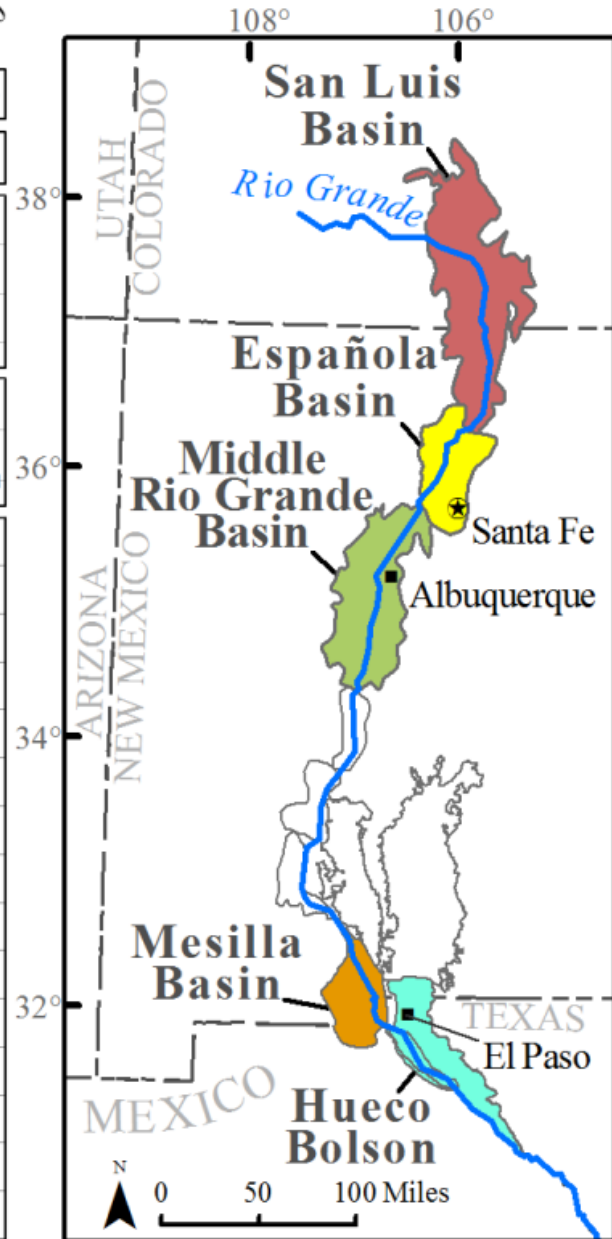 108°
106°
San Luis
Basin
Rio Grande
38°
UTAH
COLORADO
Española
Basin
36°
Middle
Rio Grande
Basin
Santa Fe
Albuquerque
ARIZONA
NEW MEXICO
34°
Mesilla
Basin
32°
TEXAS
El Paso
MEXICO
Hueco
Bolson
N
0 50 100 Miles